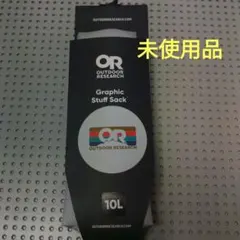 OUTDOORRESEARCH.COM
未使用品
OR
OUTDOOR
RESEARCH
Graphic
Stuff Sack
OR
OUTDOOR RESEARCH
10L